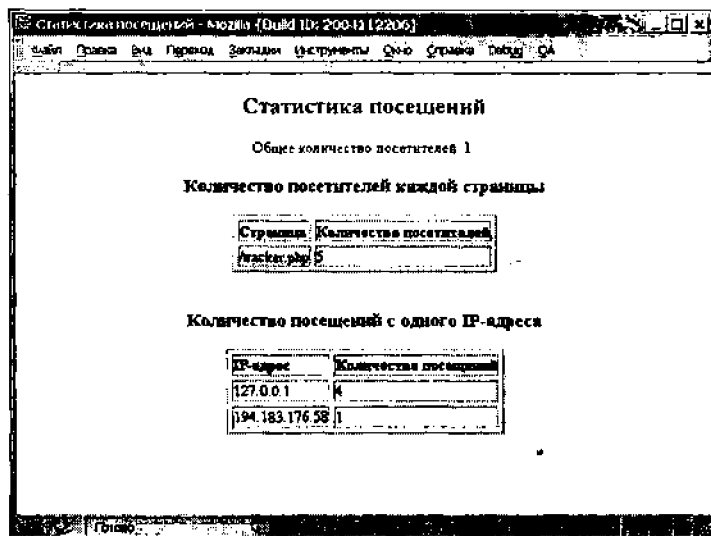 Статистика посещений - Mozilla {Build ID: 2004112206}
Файл Правка Вид Переход Закладки Инструменты Окно Справка Debug QA
Статистика посещений
Общее количество посетителей 1
Количество посетителей каждой страницы
Страница Количество посетителей
/tracker.php 5
Количество посещений с одного IP-адреса
IP-адрес Количество посещений
127.0.0.1 4
194.183.176.58 1
Готово